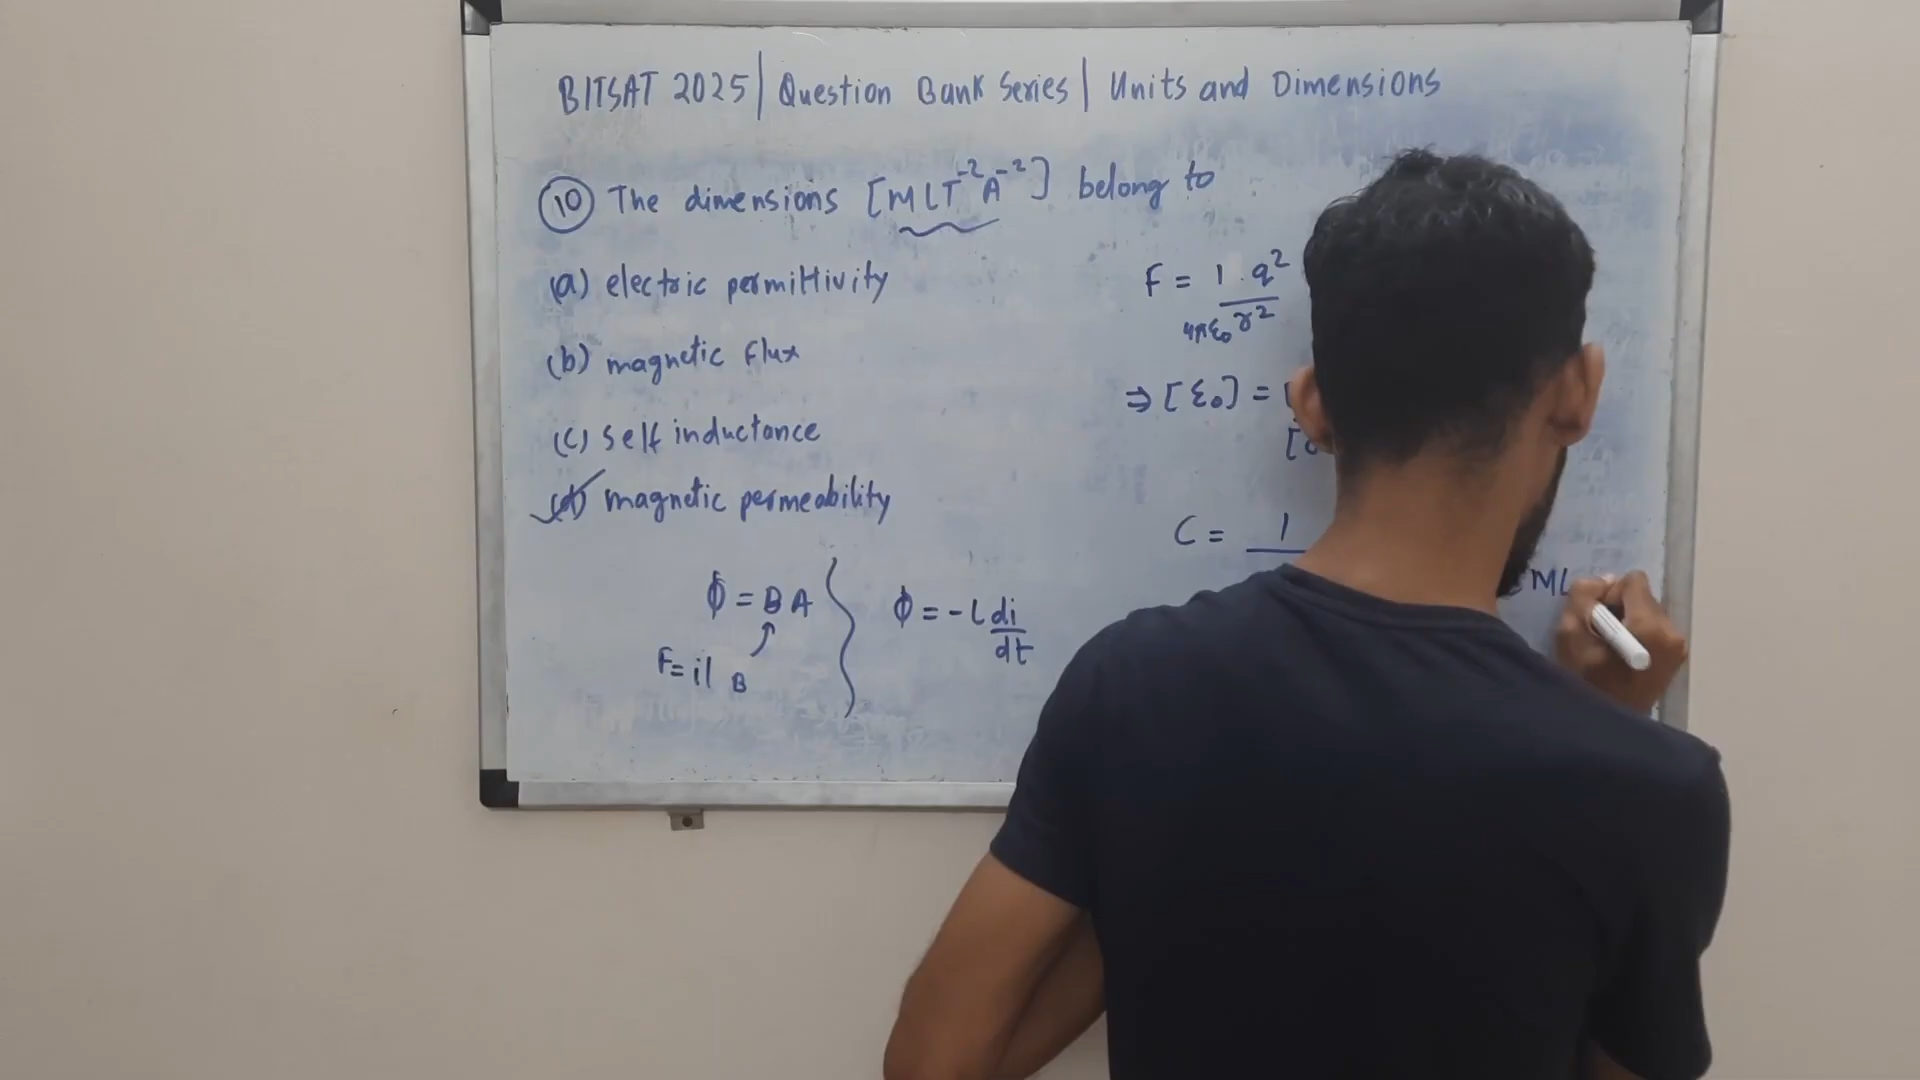 BITSAT 2025 | Question Bank Series | Units and Dimensions
(10) The dimensions [MLT⁻²A⁻²] belong to
(a) electric permittivity
(b) magnetic flux
(c) self inductance
(d) magnetic permeability
ϕ = BA
F = il B
ϕ = -L di/dt
F = 1/4πε₀ . q²/r²
⇒ [ε₀] =
C = 1
ML